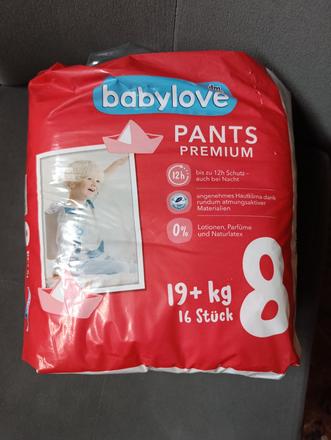 dm
babylove
PANTS
PREMIUM
12h
bis zu 12h Schutz –
auch bei Nacht
angenehmes Hautklima dank
rundum atmungsaktiver
Materialien
0%
Lotionen, Parfüme
und Naturlatex
19+ kg
16 Stück
8